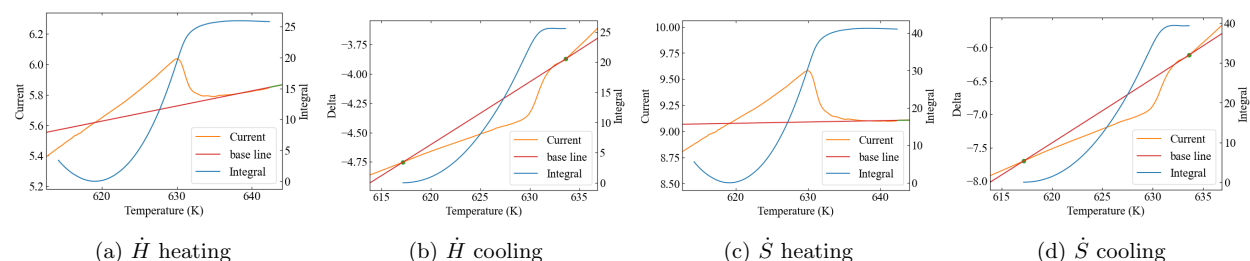 6.2
6.0
5.8
5.6
5.4
5.2
Current
620
630
640
Temperature (K)
25
20
15
10
5
0
Integral
Current
base line
Integral
(a) Ḣ heating
−3.75
−4.00
−4.25
−4.50
−4.75
Delta
615
620
625
630
635
Temperature (K)
25
20
15
10
5
0
Integral
Current
base line
Integral
(b) Ḣ cooling
10.00
9.75
9.50
9.25
9.00
8.75
8.50
Current
620
630
640
Temperature (K)
40
30
20
10
0
Integral
Current
base line
Integral
(c) Ṡ heating
−6.0
−6.5
−7.0
−7.5
−8.0
Delta
615
620
625
630
635
Temperature (K)
40
30
20
10
0
Integral
Current
base line
Integral
(d) Ṡ cooling